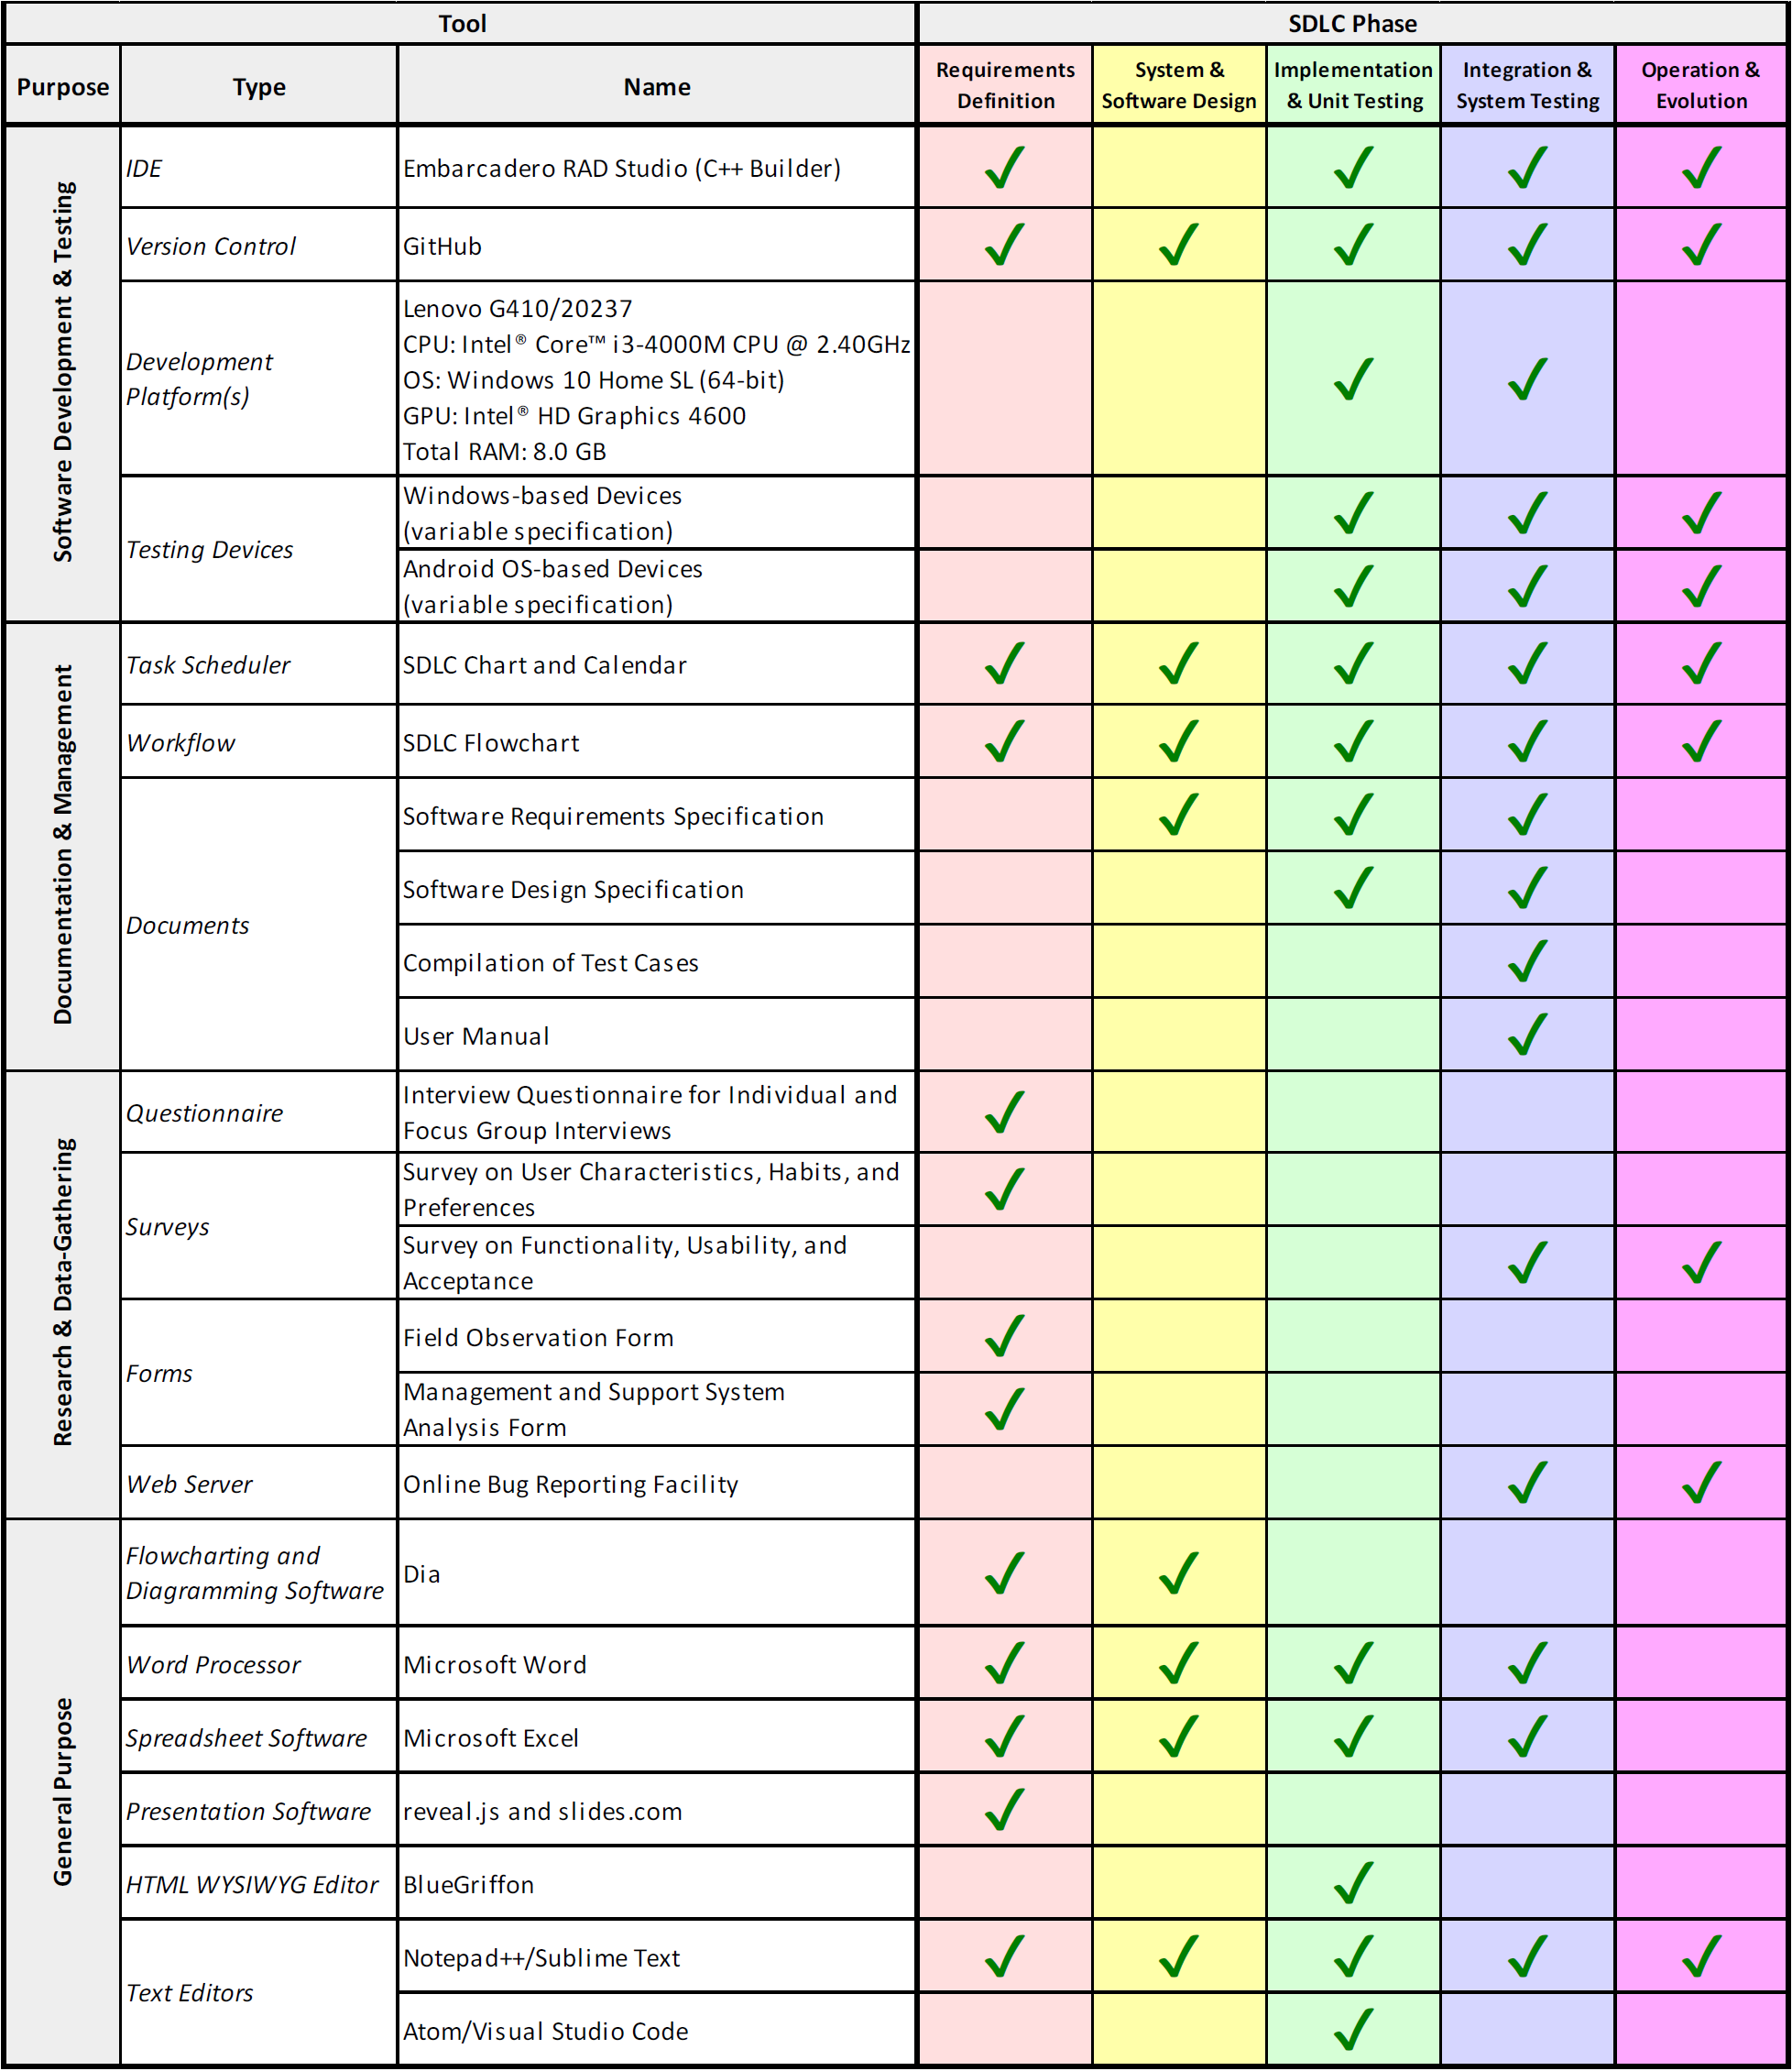 Tool
SDLC Phase
Purpose
Type
Name
Requirements
Definition
System &
Software Design
Implementation
& Unit Testing
Integration &
System Testing
Operation &
Evolution
Software Development & Testing
IDE
Embarcadero RAD Studio (C++ Builder)
✓ ✓ ✓ ✓
Version Control
GitHub
✓ ✓ ✓ ✓ ✓
Development
Platform(s)
Lenovo G410/20237
CPU: Intel® Core™ i3-4000M CPU @ 2.40GHz
OS: Windows 10 Home SL (64-bit)
GPU: Intel® HD Graphics 4600
Total RAM: 8.0 GB
✓ ✓
Testing Devices
Windows-based Devices
(variable specification)
✓ ✓ ✓
Android OS-based Devices
(variable specification)
✓ ✓ ✓
Documentation & Management
Task Scheduler
SDLC Chart and Calendar
✓ ✓ ✓ ✓ ✓
Workflow
SDLC Flowchart
✓ ✓ ✓ ✓ ✓
Documents
Software Requirements Specification
✓ ✓ ✓
Software Design Specification
✓ ✓
Compilation of Test Cases
✓
User Manual
✓
Research & Data-Gathering
Questionnaire
Interview Questionnaire for Individual and
Focus Group Interviews
✓
Surveys
Survey on User Characteristics, Habits, and
Preferences
✓
Survey on Functionality, Usability, and
Acceptance
✓ ✓
Forms
Field Observation Form
✓
Management and Support System
Analysis Form
✓
Web Server
Online Bug Reporting Facility
✓ ✓
General Purpose
Flowcharting and
Diagramming Software
Dia
✓ ✓
Word Processor
Microsoft Word
✓ ✓ ✓ ✓
Spreadsheet Software
Microsoft Excel
✓ ✓ ✓ ✓
Presentation Software
reveal.js and slides.com
✓
HTML WYSIWYG Editor
BlueGriffon
✓
Text Editors
Notepad++/Sublime Text
✓ ✓ ✓ ✓ ✓
Atom/Visual Studio Code
✓